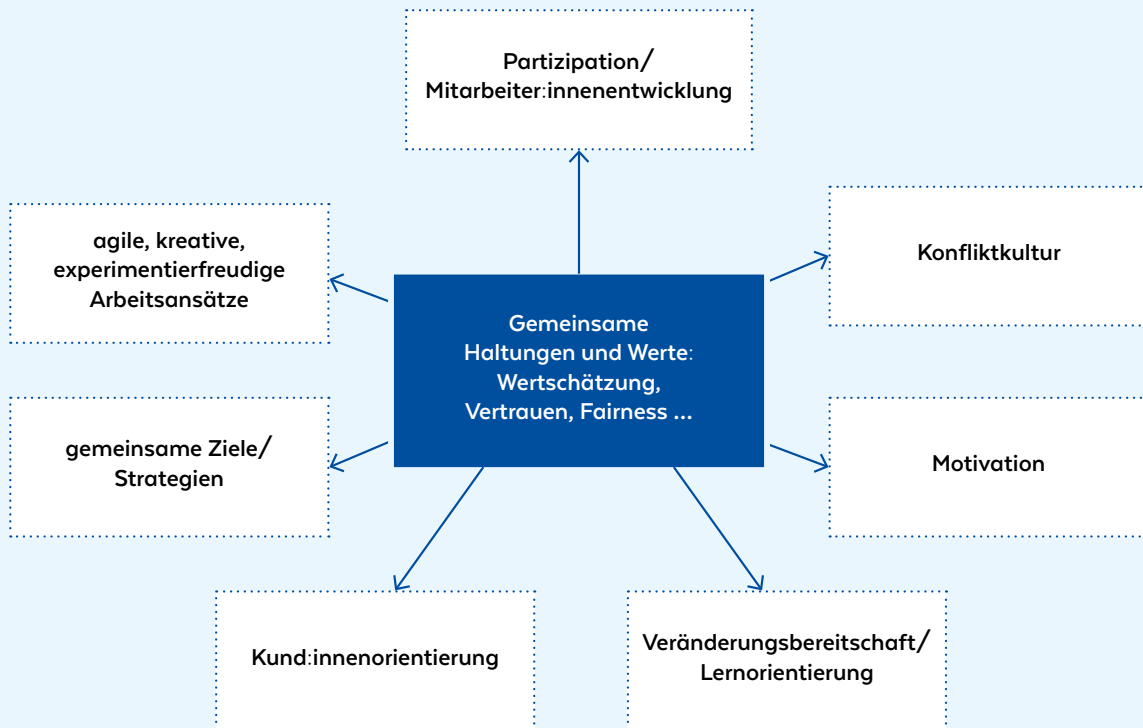 Partizipation/
Mitarbeiter:innenentwicklung
agile, kreative,
experimentierfreudige
Arbeitsansätze
Konfliktkultur
Gemeinsame
Haltungen und Werte:
Wertschätzung,
Vertrauen, Fairness ...
gemeinsame Ziele/
Strategien
Motivation
Kund:innenorientierung
Veränderungsbereitschaft/
Lernorientierung